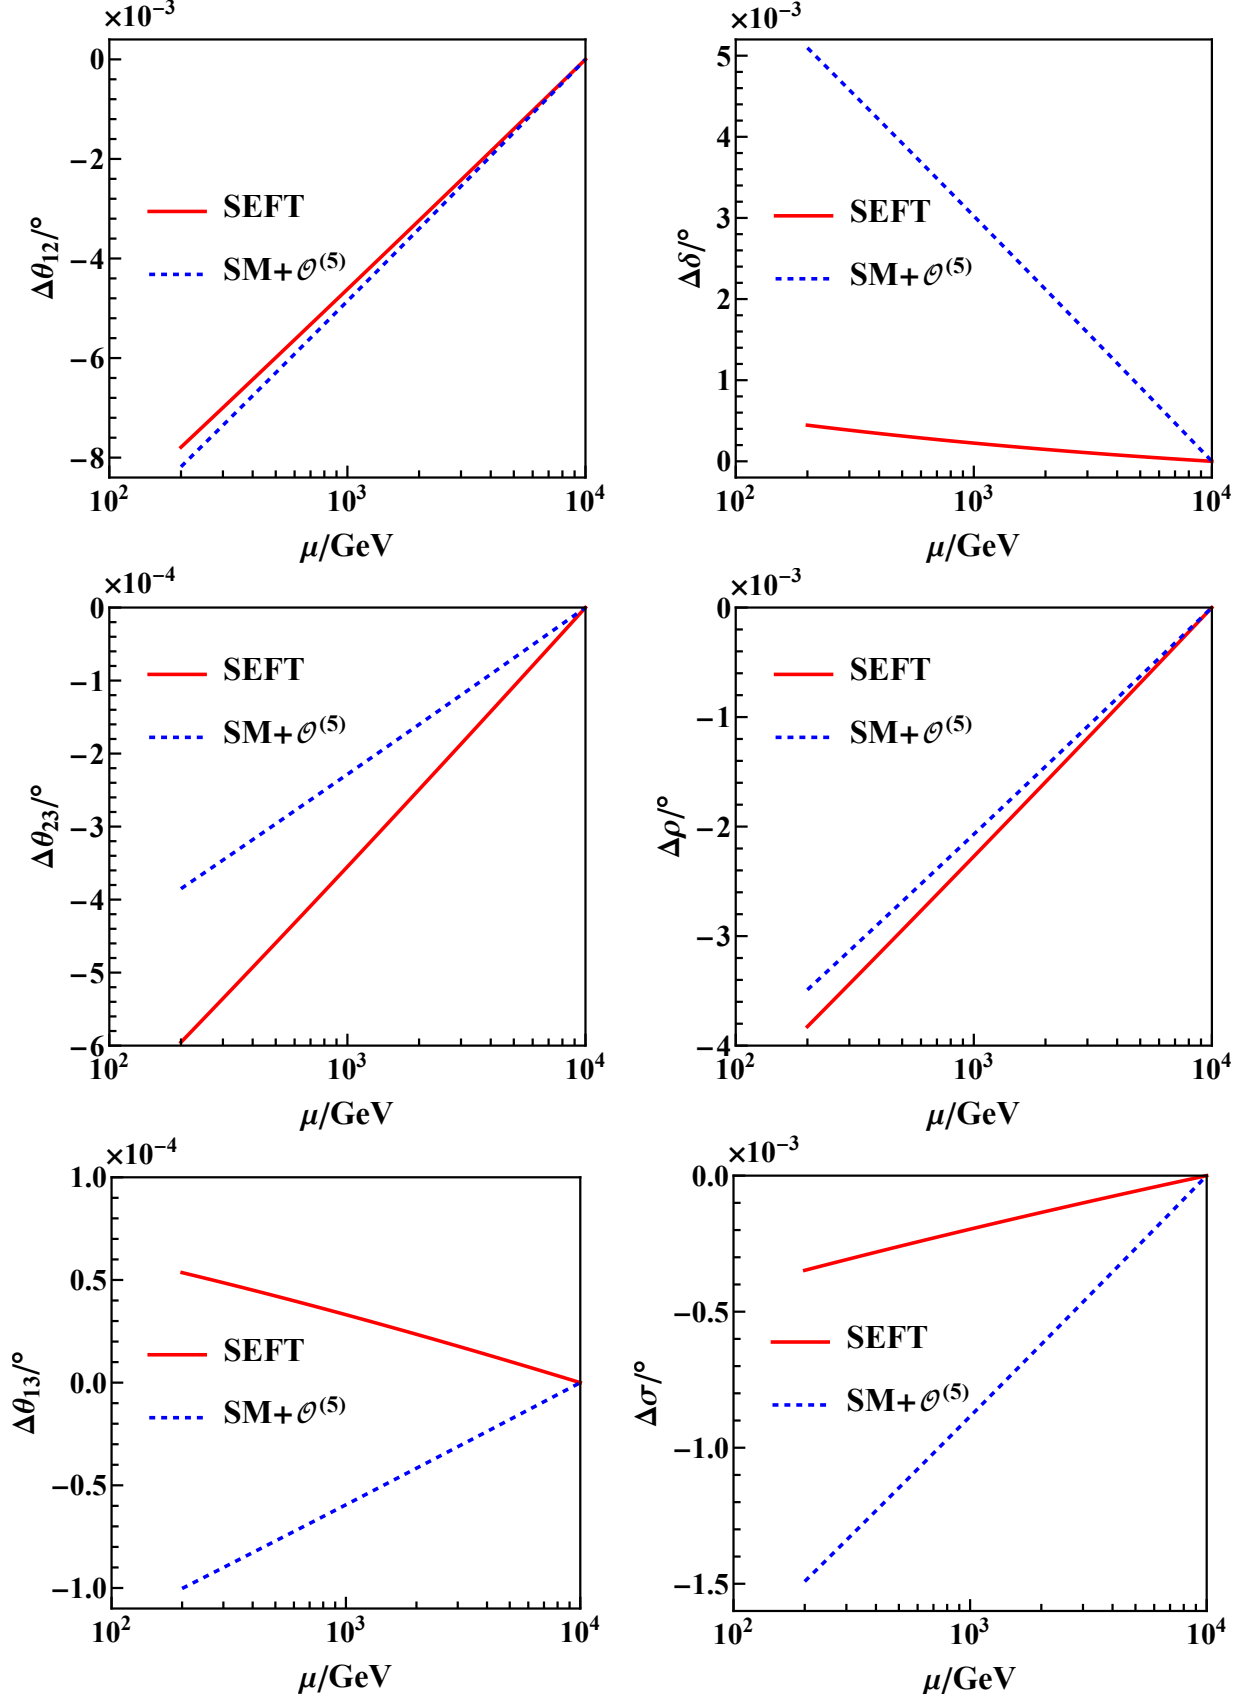 ×10⁻³
0
−2
−4
−6
−8
Δθ₁₂/°
SEFT
SM+𝒪⁽⁵⁾
10² 10³ 10⁴
μ/GeV
×10⁻³
5
4
3
2
1
0
Δδ/°
SEFT
SM+𝒪⁽⁵⁾
10² 10³ 10⁴
μ/GeV
×10⁻⁴
0
−1
−2
−3
−4
−5
−6
Δθ₂₃/°
SEFT
SM+𝒪⁽⁵⁾
10² 10³ 10⁴
μ/GeV
×10⁻³
0
−1
−2
−3
−4
Δρ/°
SEFT
SM+𝒪⁽⁵⁾
10² 10³ 10⁴
μ/GeV
×10⁻⁴
1.0
0.5
0.0
−0.5
−1.0
Δθ₁₃/°
SEFT
SM+𝒪⁽⁵⁾
10² 10³ 10⁴
μ/GeV
×10⁻³
0.0
−0.5
−1.0
−1.5
Δσ/°
SEFT
SM+𝒪⁽⁵⁾
10² 10³ 10⁴
μ/GeV